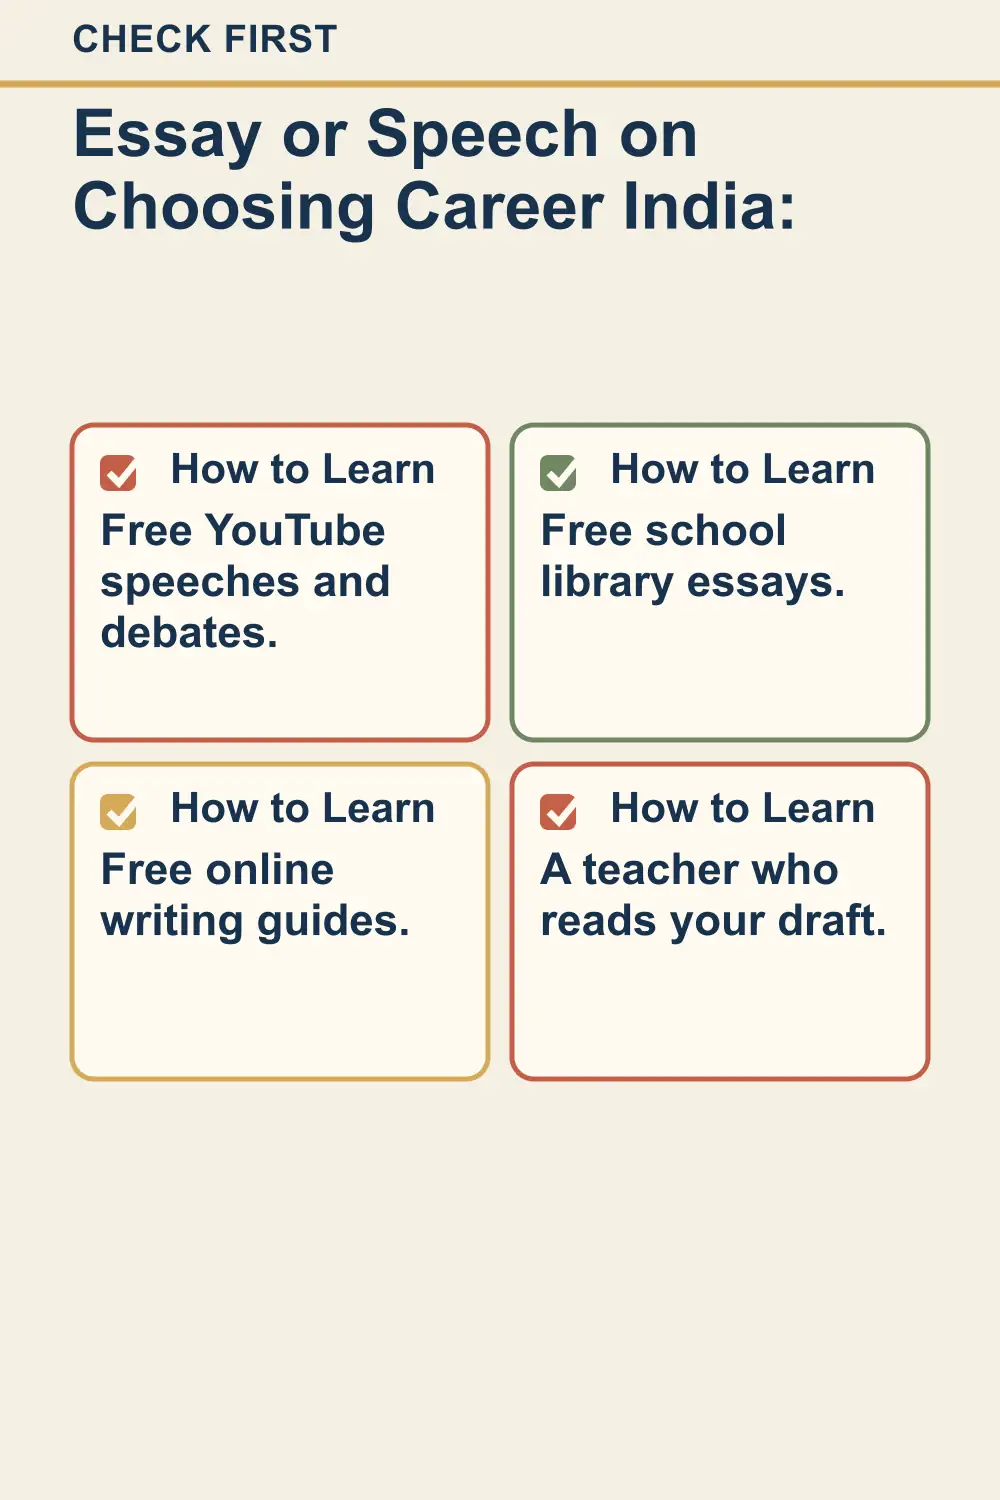 CHECK FIRST
Essay or Speech on
Choosing Career India:
How to Learn
Free YouTube
speeches and
debates.
How to Learn
Free school
library essays.
How to Learn
Free online
writing guides.
How to Learn
A teacher who
reads your draft.